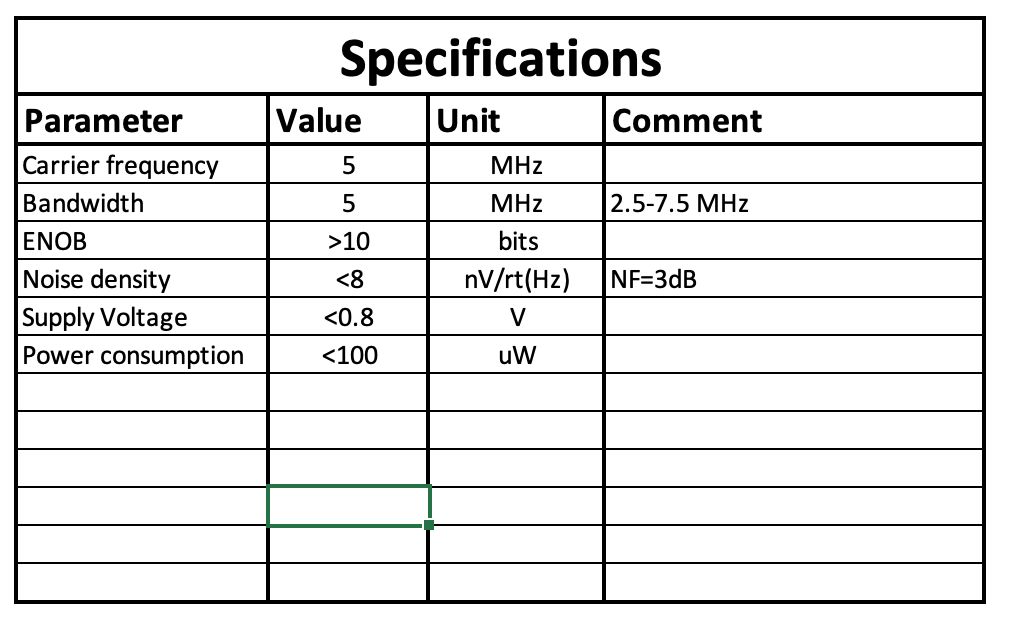 Specifications
Parameter Value Unit Comment
Carrier frequency 5 MHz
Bandwidth 5 MHz 2.5-7.5 MHz
ENOB >10 bits
Noise density <8 nV/rt(Hz) NF=3dB
Supply Voltage <0.8 V
Power consumption <100 uW